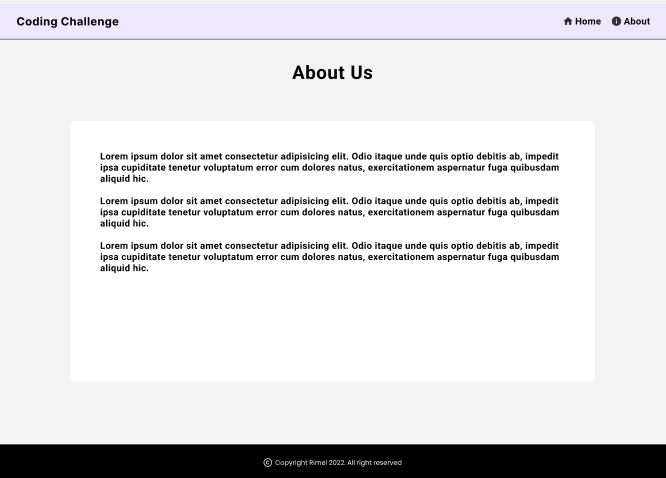 Coding Challenge
Home
About
About Us
Lorem ipsum dolor sit amet consectetur adipisicing elit. Odio itaque unde quis optio debitis ab, impedit
ipsa cupiditate tenetur voluptatum error cum dolores natus, exercitationem aspernatur fuga quibusdam
aliquid hic.
Lorem ipsum dolor sit amet consectetur adipisicing elit. Odio itaque unde quis optio debitis ab, impedit
ipsa cupiditate tenetur voluptatum error cum dolores natus, exercitationem aspernatur fuga quibusdam
aliquid hic.
Lorem ipsum dolor sit amet consectetur adipisicing elit. Odio itaque unde quis optio debitis ab, impedit
ipsa cupiditate tenetur voluptatum error cum dolores natus, exercitationem aspernatur fuga quibusdam
aliquid hic.
© Copyright Rimel 2022. All right reserved